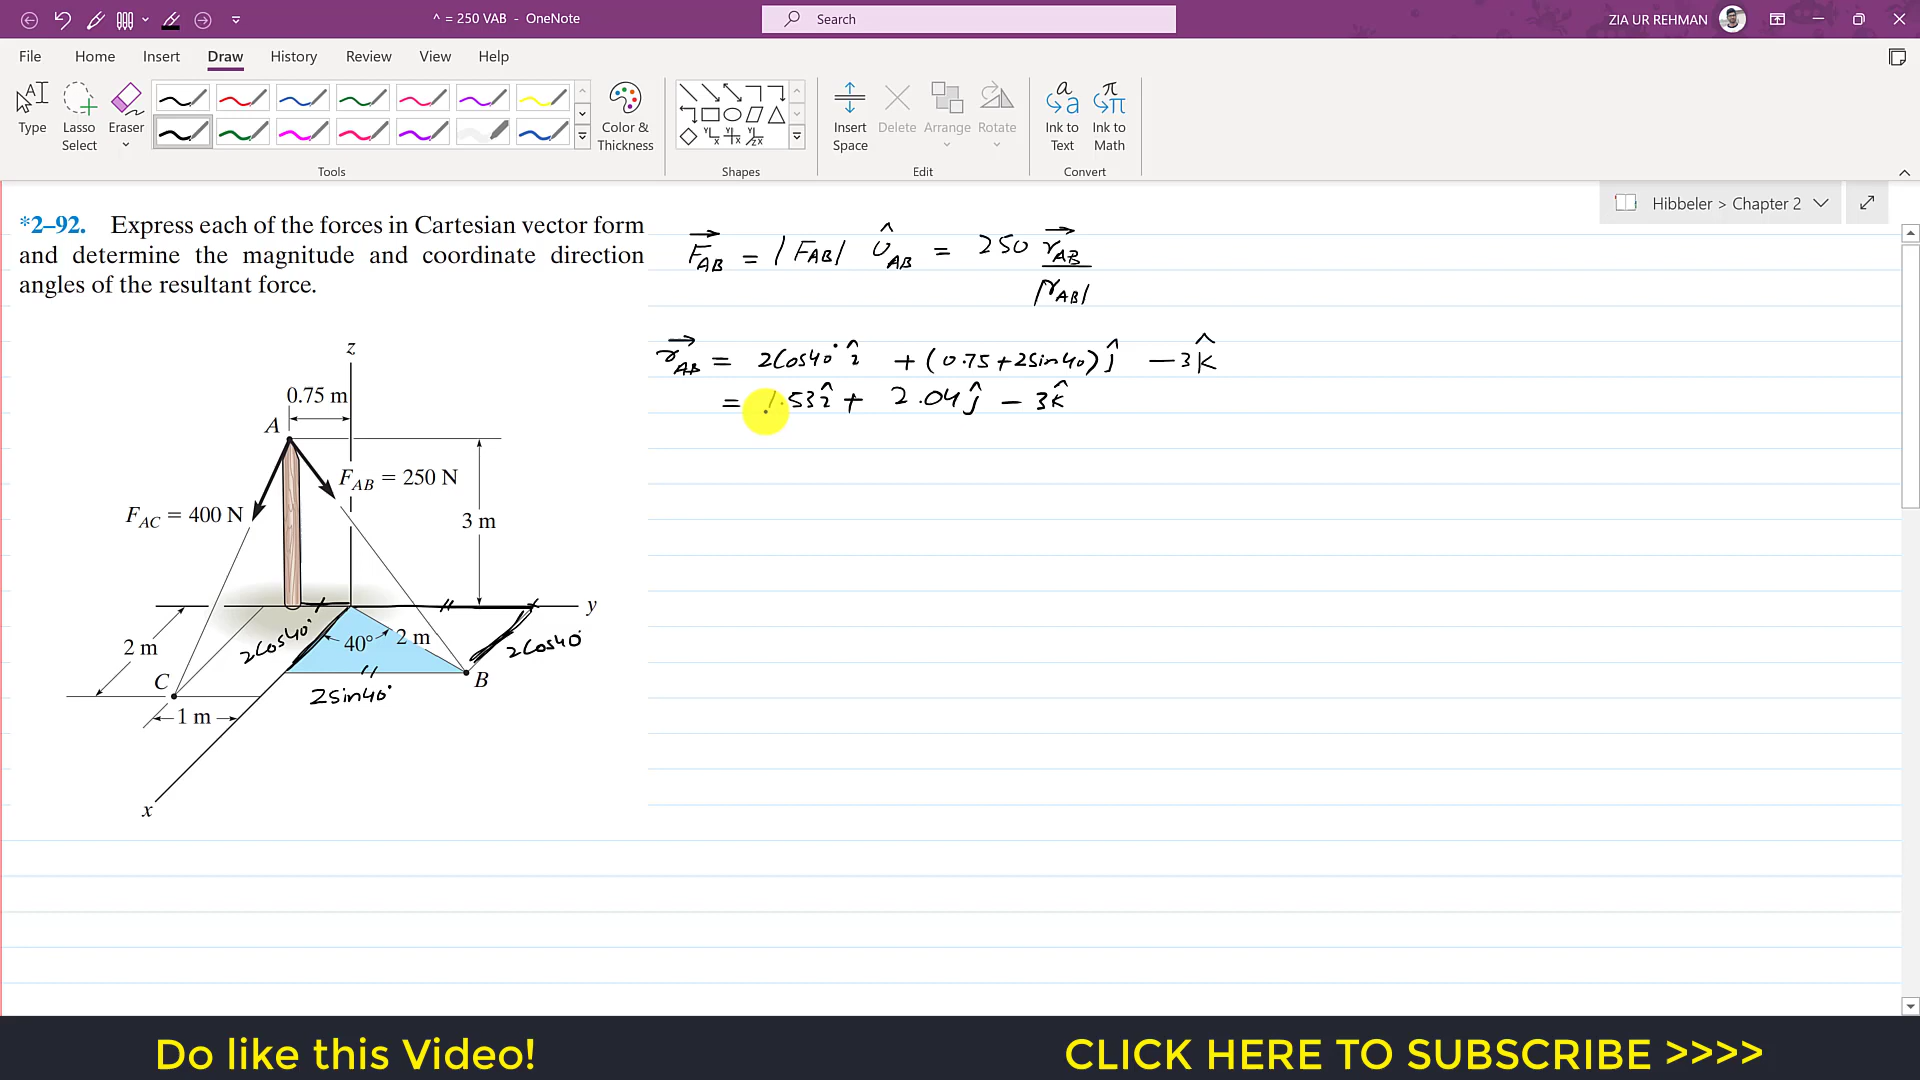 ^ = 250 VAB - OneNote
Search
ZIA UR REHMAN
File Home Insert Draw History Review View Help
Type
Lasso Select
Eraser
Color & Thickness
Insert Space
Delete
Arrange
Rotate
Ink to Text
Ink to Math
Tools
Shapes
Edit
Convert
Hibbeler > Chapter 2
*2–92. Express each of the forces in Cartesian vector form
and determine the magnitude and coordinate direction
angles of the resultant force.
z
0.75 m
A
F_AB = 250 N
F_AC = 400 N
3 m
y
2cos40°
40°
2 m
2cos40°
2 m
C
B
2sin40°
1 m
x
F_AB = |F_AB| û_AB = 250 r_AB / |r_AB|
r_AB = 2cos40° î + (0.75+2sin40) ĵ − 3k̂
= 1.53î + 2.04ĵ − 3k̂
Do like this Video!
CLICK HERE TO SUBSCRIBE >>>>